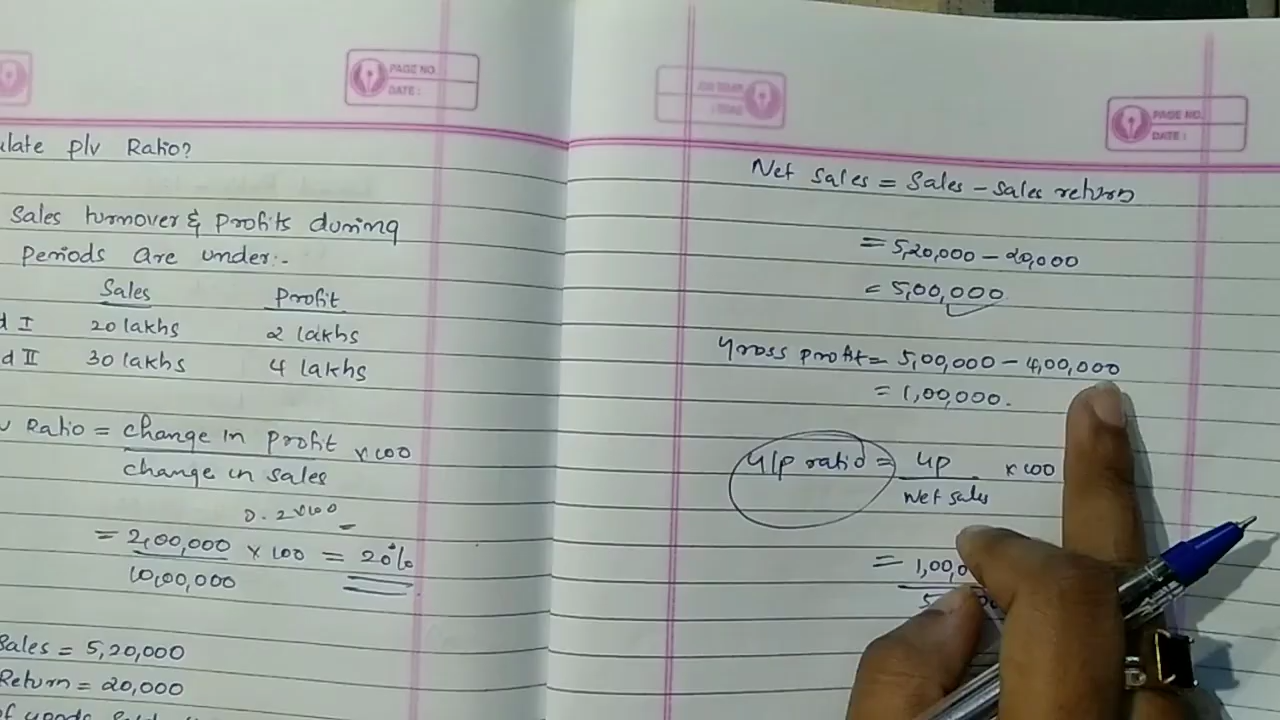 PAGE NO.
DATE :
ulate P/v Ratio?
Sales turnover & Profits during
Periods are under:-
Sales Profit
d I 20 lakhs 2 lakhs
d II 30 lakhs 4 lakhs
Ratio = change in profit × 100
change in sales
0.2×100
= 2,00,000 × 100 = 20%
10,00,000
Sales = 5,20,000
Return = 20,000
PAGE NO.
DATE :
Net Sales = Sales - Sales return
= 5,20,000 - 20,000
= 5,00,000
Gross profit = 5,00,000 - 4,00,000
= 1,00,000.
G/p ratio = GP × 100
Net sales
= 1,00,0
5